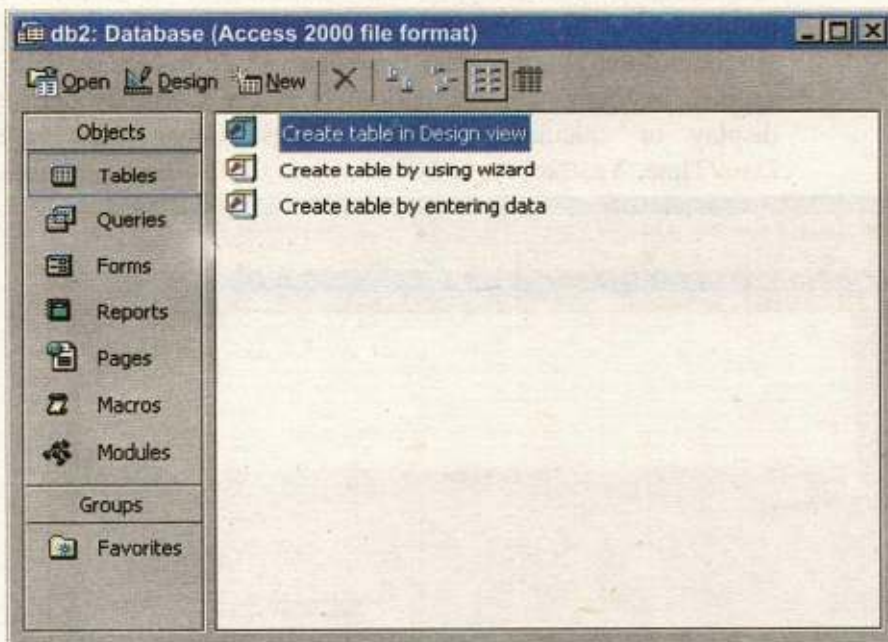 db2: Database (Access 2000 file format)
Open Design New
Objects
Tables
Queries
Forms
Reports
Pages
Macros
Modules
Groups
Favorites
Create table in Design view
Create table by using wizard
Create table by entering data